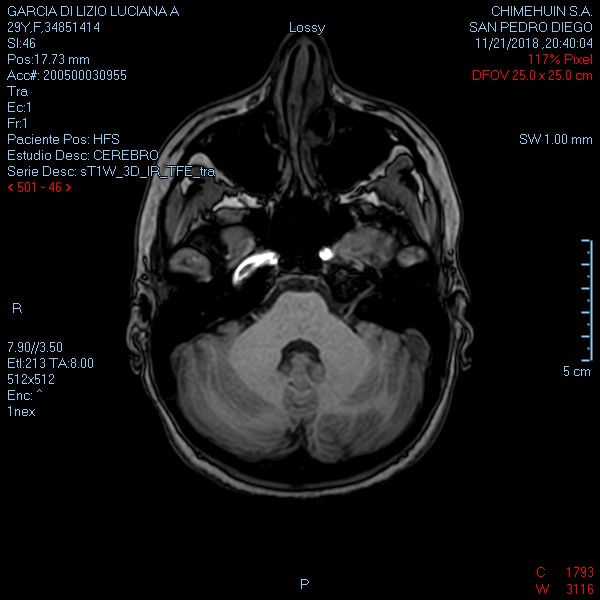 GARCIA DI LIZIO LUCIANA A
29Y,F,34851414
Sl:46
Pos:17.73 mm
Acc#: 200500030955
Tra
Ec:1
Fr:1
Paciente Pos: HFS
Estudio Desc: CEREBRO
Serie Desc: sT1W_3D_IR_TFE_tra
< 501 - 46 >
Lossy
CHIMEHUIN S.A.
SAN PEDRO DIEGO
11/21/2018 ,20:40:04
117% Pixel
DFOV 25.0 x 25.0 cm
SW 1.00 mm
R
7.90//3.50
Etl:213 TA:8.00
512x512
Enc: ^
1nex
5 cm
P
C 1793
W 3116